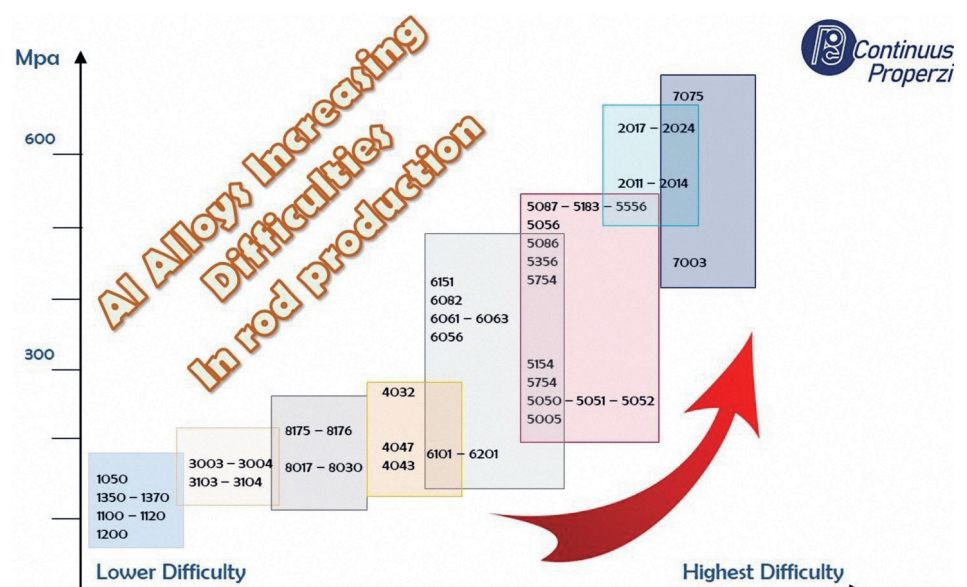 Mpa
600
300
Al Alloys Increasing
Difficulties
In rod production
Continuus
Properzi
1050
1350 – 1370
1100 – 1120
1200
3003 – 3004
3103 – 3104
8175 – 8176
8017 – 8030
4032
4047
4043
6151
6082
6061 – 6063
6056
6101 – 6201
5087 – 5183 – 5556
5056
5086
5356
5754
5154
5754
5050 – 5051 – 5052
5005
2017 – 2024
2011 – 2014
7075
7003
Lower Difficulty
Highest Difficulty